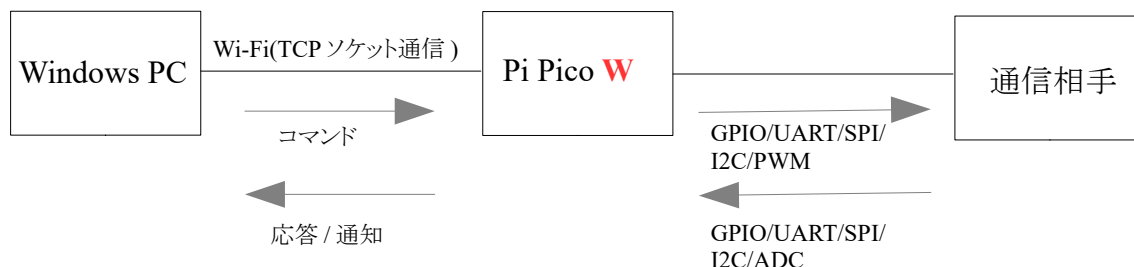 Windows PC
Wi-Fi(TCP ソケット通信 )
Pi Pico W
通信相手
コマンド
応答 / 通知
GPIO/UART/SPI/
I2C/PWM
GPIO/UART/SPI/
I2C/ADC